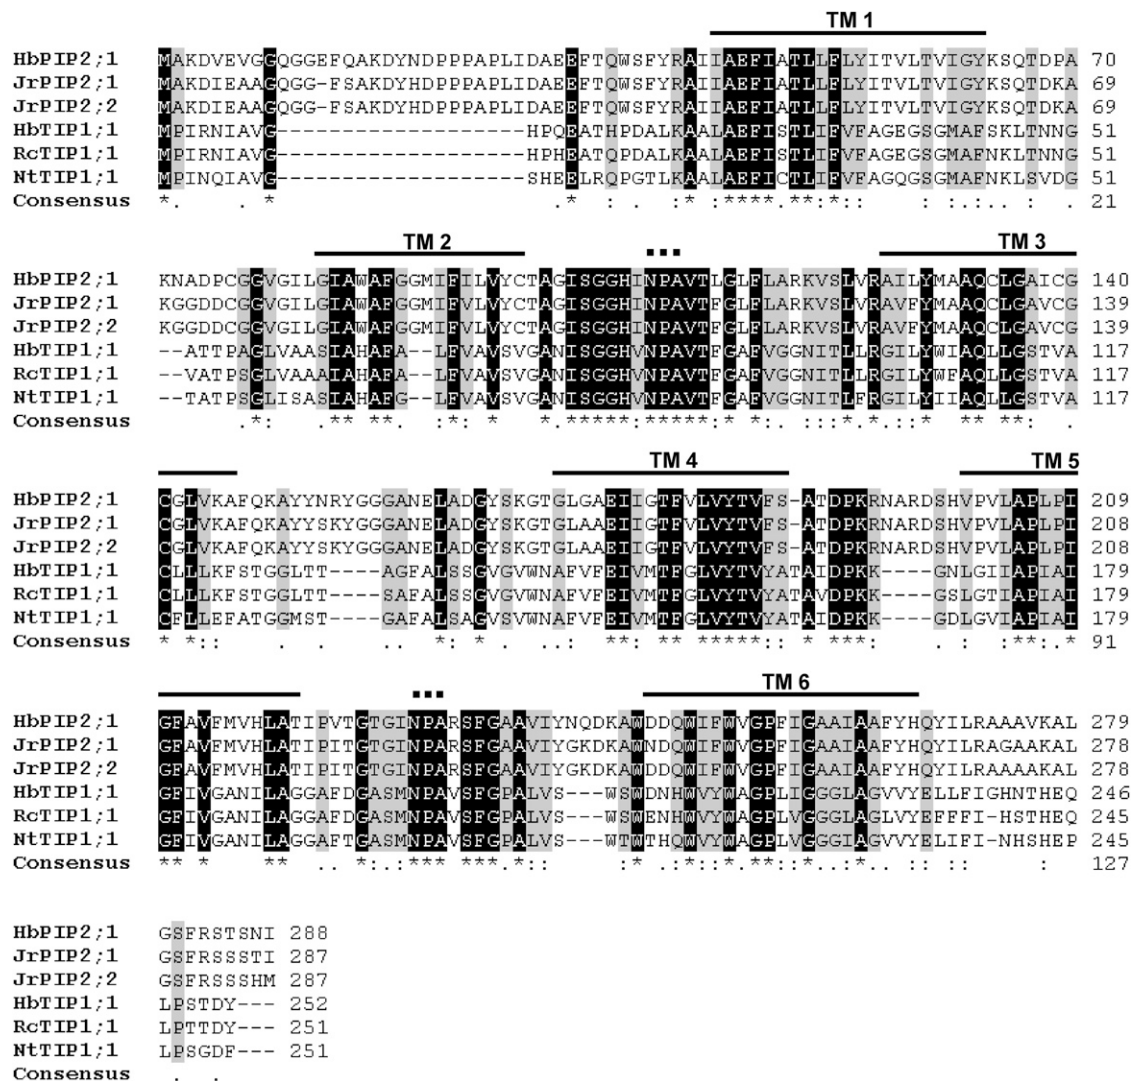 TM 1
HbPIP2;1 MAKDVEVGGQGGEFQAKDYNDPPPAPLIDAEEFTQWSFYRAIIAEFIATLLFLYITVLTVIGYKSQTDPA 70
JrPIP2;1 MAKDIEAAGQGG-FSAKDYHDPPPAPLIDAEEFTQWSFYRAIIAEFIATLLFLYITVLTVIGYKSQTDKA 69
JrPIP2;2 MAKDIEAAGQGG-FSAKDYNDPPPAPLIDAEEFTQWSFYRAIIAEFIATLLFLYITVLTVIGYKSQTDKA 69
HbTIP1;1 MPIRNIAVG-------------------HPQEATHPDALKAALAEFISTLIFVFAGEGSGMAFSKLTNNG 51
RcTIP1;1 MPIRNIAVG-------------------HPHEATQPDALKAALAEFISTLIFVFAGEGSGMAFNKLTNNG 51
NtTIP1;1 MPINQIAVG-------------------SHEELRQPGTLKAALAEFICTLIFVFAGQGSGMAFNKLSVDG 51
Consensus *.    . *                     .*  :  .  :* :**** **:*::    : :.:.  :  . 21
TM 2 TM 3
HbPIP2;1 KNADPCGGVGILGIAWAFGGMIFILVYCTAGISGGHINPAVTLGLFLARKVSLVRAILYMAAQCLGAICG 140
JrPIP2;1 KGGDDCGGVGILGIAWAFGGMIFVLVYCTAGISGGHINPAVTFGLFLARKVSLVRAVLYMAAQCLGAICG 139
JrPIP2;2 KGGDDCGGVGILGIAWAFGGMIFVLVYCTAGISGGHINPAVTFGLFLARKVSLVRAVFYMAAQCLGAVCG 139
HbTIP1;1 --ATTPAGLVAASIAHAFA--LFVAVSVGANISGGHVNPAVTFGAFVGGNITLLRGILYWIAQLLGSTVA 117
RcTIP1;1 --VATPSGLVAAAIAHAFA--LFVAVSVGANISGGHVNPAVTFGAFVGGNITLLRGILYWFAQLLGSTVA 117
NtTIP1;1 --TATPSGLISASIAHAFG--LFVAVSVGANISGGHVNPAVTFGAFVGGNITLFRGILYIIAQLLGSTVA 117
Consensus .*:    .** **.  :*: *    * *****:*****:* *:.  ::*.*.::*  ** **:  . 42
TM 4 TM 5
HbPIP2;1 CGLVKAFQKAYYNRYGGGANELADGYSKGTGLGAEIIGTFVLVYTVFS-ATDPKRNARDSHVPVLAPLPI 209
JrPIP2;1 CGLVKAFQKAYYSKYGGGANELADGYSKGTGLAAEIIGTFVLVYTVFS-ATDPKRNARDSHVPVLAPLPI 208
JrPIP2;2 CGLVKAFQKAYYSKYGGGANELADGYSKGTGLAAEIIGTFVLVYTVFS-ATDPKRNARDSHVPVLAPLPI 208
HbTIP1;1 CLLLKFSTGGLTT----AGFALSSGVGVWNAFVFEIVMTFGLVYTVYATAIDPKK----GNLGIIAPIAI 179
RcTIP1;1 CLLLKFSTGGLTT----SAFALSSGVGVWNAFVFEIVMTFGLVYTVYATAVDPKK----GSLGTIAPIAI 179
NtTIP1;1 CFLLEFATGGMST----GAFALSAGVSVWNAFVFEIVMTFGLVYTVYATAIDPKK----GDLGVIAPIAI 179
Consensus * *::    .  .    ..  *: * .  ..:  **: ** *****:: * ***:    . :  :**: * 91
TM 6
HbPIP2;1 GFAVFMVHLATIPVTGTGINPARSFGAAVIYNQDKAWDDQWIFWVGPFIGAAIAAFYHQYILRAAAVKAL 279
JrPIP2;1 GFAVFMVHLATIPITGTGINPARSFGAAVIYGKDKAWNDQWIFWVGPFIGAAIAAFYHQYILRAGAAKAL 278
JrPIP2;2 GFAVFMVHLATIPITGTGINPARSFGAAVIYGKDKAWDDQWIFWVGPFIGAAIAAFYHQYILRAAAAKAL 278
HbTIP1;1 GFIVGANILAGGAFDGASMNPAVSFGPALVS---WSWDNHWVYWAGPLIGGGLAGVVYELLFIGHNTHEQ 246
RcTIP1;1 GFIVGANILAGGAFDGASMNPAVSFGPALVS---WSWENHWVYWAGPLVGGGIAGLVYEFFFI-HSTHEQ 245
NtTIP1;1 GFIVGANILAGGAFTGASMNPAVSFGPALVS---WTWTHQWVYWAGPLVGGGIAGVVYELIFI-NHSHEP 245
Consensus ** *    **  .. *:.:*** ***.*::     :*  :*::*.**::*..:*.. :: ::     : 127
HbPIP2;1 GSFRSTSNI 288
JrPIP2;1 GSFRSSSTI 287
JrPIP2;2 GSFRSSSHM 287
HbTIP1;1 LPSTDY--- 252
RcTIP1;1 LPTTDY--- 251
NtTIP1;1 LPSGDF--- 251
Consensus .  .